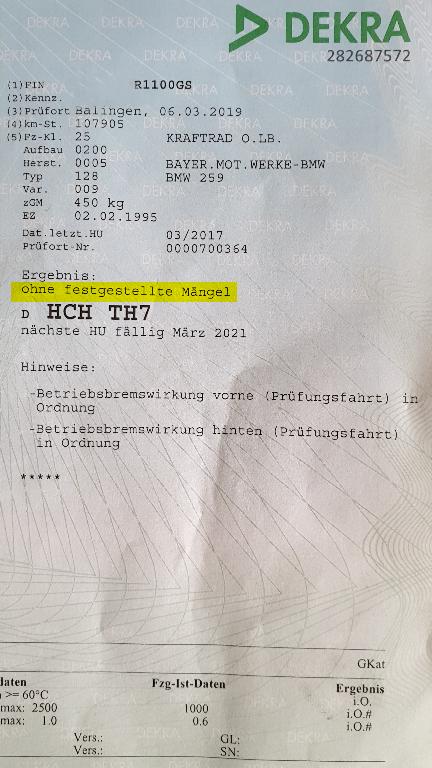 DEKRA
282687572
(1)FIN R1100GS
(2)Kennz.
(3)Prüfort Balingen, 06.03.2019
(4)km-St. 107905
(5)Fz-Kl. 25 KRAFTRAD O.LB.
Aufbau 0200
Herst. 0005 BAYER.MOT.WERKE-BMW
Typ 128 BMW 259
Var. 009
zGM 450 kg
EZ 02.02.1995
Dat.letzt.HU 03/2017
Prüfort-Nr. 0000700364
Ergebnis:
ohne festgestellte Mängel
D HCH TH7
nächste HU fällig März 2021
Hinweise:
-Betriebsbremswirkung vorne (Prüfungsfahrt) in
Ordnung
-Betriebsbremswirkung hinten (Prüfungsfahrt)
in Ordnung
*****
GKat
daten Fzg-Ist-Daten Ergebnis
>= 60°C i.O.
max: 2500 1000 i.O.#
max: 1.0 0.6 i.O.#
Vers.: GL:
Vers.: SN: